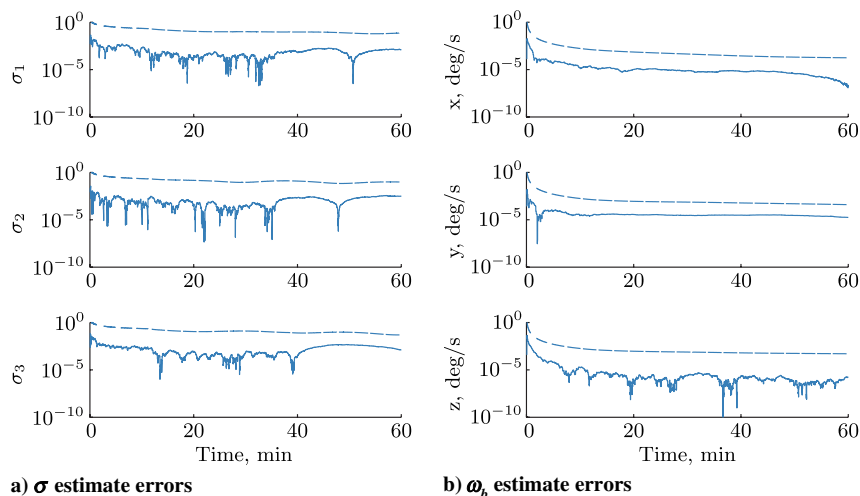 10^0
10^-5
10^-10
σ1
0 20 40 60
10^0
10^-5
10^-10
σ2
0 20 40 60
10^0
10^-5
10^-10
σ3
0 20 40 60
Time, min
a) σ estimate errors
10^0
10^-5
10^-10
x, deg/s
0 20 40 60
10^0
10^-5
10^-10
y, deg/s
0 20 40 60
10^0
10^-5
10^-10
z, deg/s
0 20 40 60
Time, min
b) ω_b estimate errors